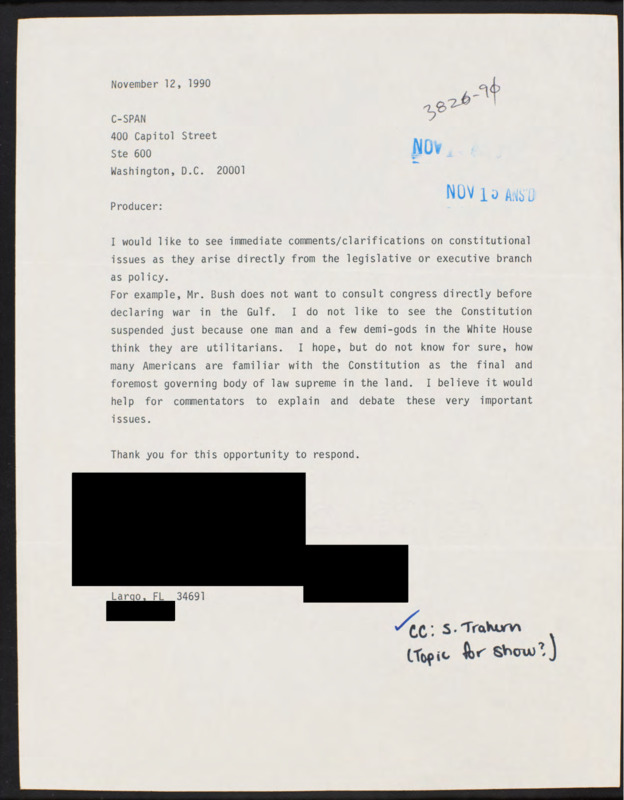 November 12, 1990
3826-90
C-SPAN
400 Capitol Street
Ste 600
Washington, D.C. 20001
NOV
NOV 15 ANS'D
Producer:
I would like to see immediate comments/clarifications on constitutional
issues as they arise directly from the legislative or executive branch
as policy.
For example, Mr. Bush does not want to consult congress directly before
declaring war in the Gulf. I do not like to see the Constitution
suspended just because one man and a few demi-gods in the White House
think they are utilitarians. I hope, but do not know for sure, how
many Americans are familiar with the Constitution as the final and
foremost governing body of law supreme in the land. I believe it would
help for commentators to explain and debate these very important
issues.
Thank you for this opportunity to respond.
Largo, FL 34691
✓ CC: S. Trahern
(Topic for show?)